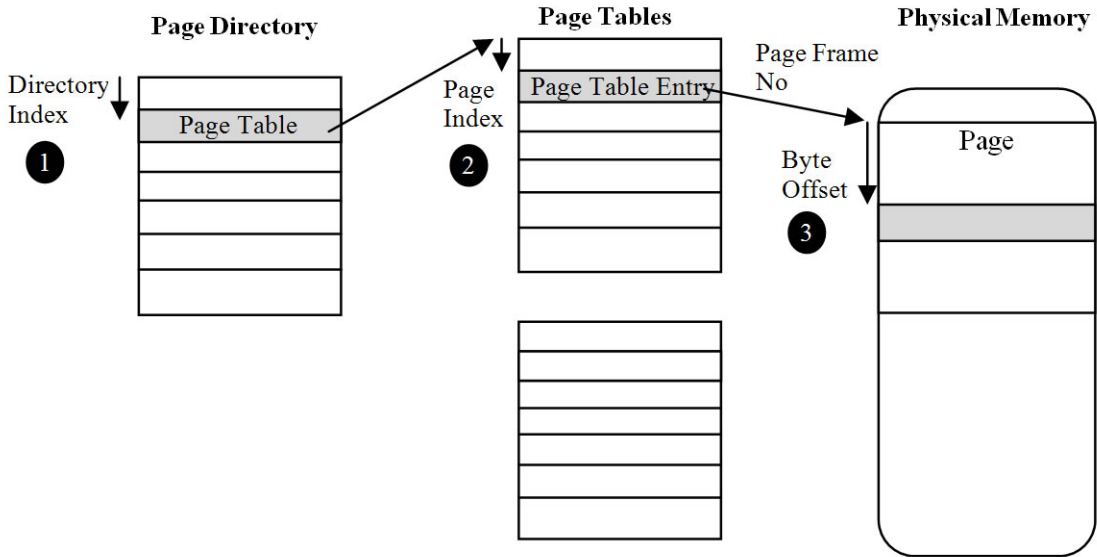 Page Directory
Page Tables
Physical Memory
Directory
Index
1
Page Table
Page
Index
2
Page Table Entry
Page Frame
No
Byte
Offset
3
Page